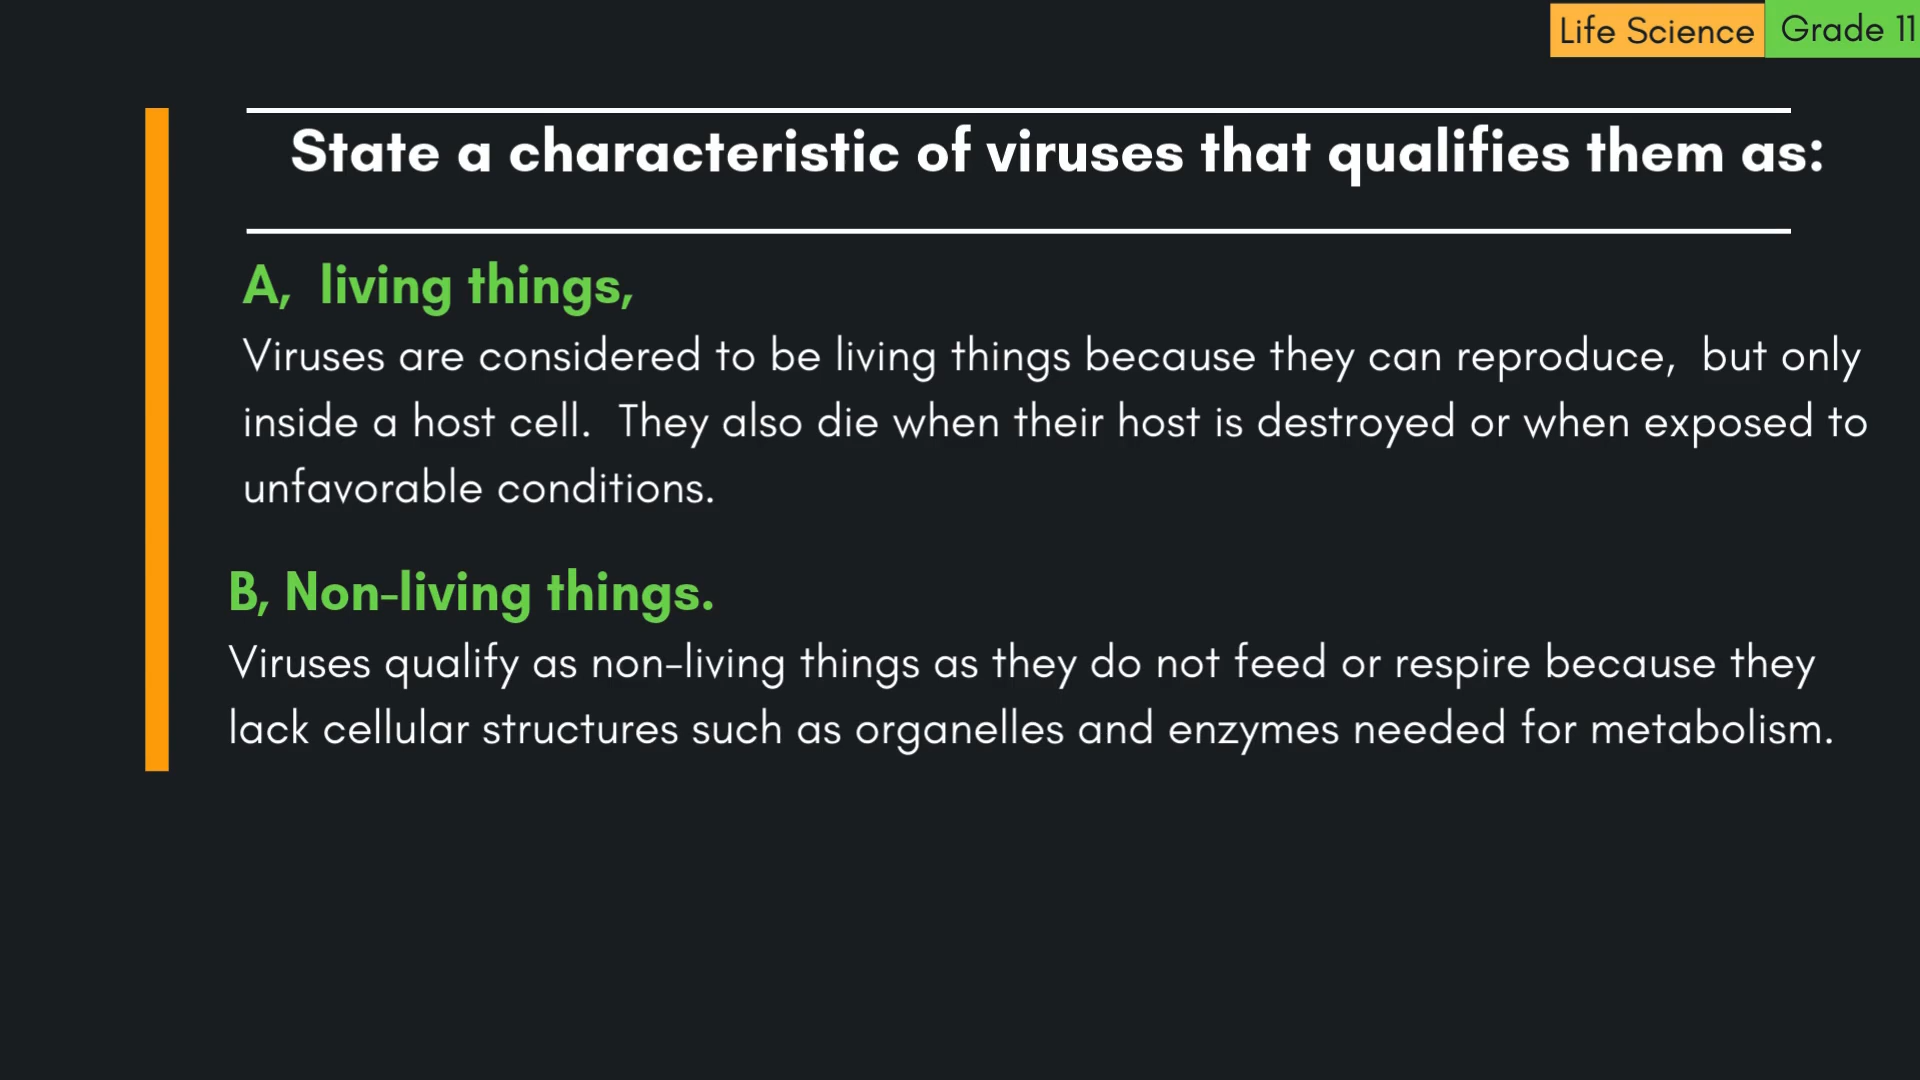 Life Science Grade 11
State a characteristic of viruses that qualifies them as:
A, living things,
Viruses are considered to be living things because they can reproduce, but only
inside a host cell. They also die when their host is destroyed or when exposed to
unfavorable conditions.
B, Non-living things.
Viruses qualify as non-living things as they do not feed or respire because they
lack cellular structures such as organelles and enzymes needed for metabolism.